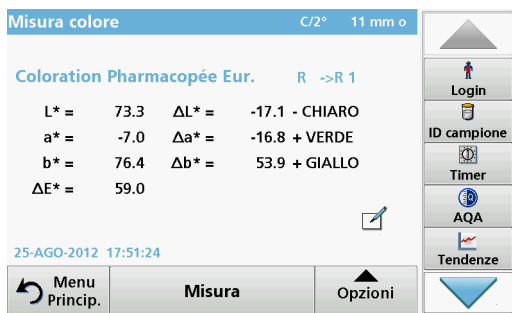 Misura colore C/2° 11 mm o
Coloration Pharmacopée Eur. R ->R 1
L* = 73.3 ΔL* = -17.1 - CHIARO
a* = -7.0 Δa* = -16.8 + VERDE
b* = 76.4 Δb* = 53.9 + GIALLO
ΔE* = 59.0
25-AGO-2012 17:51:24
Menu
Princip.
Misura
Opzioni
Login
ID campione
Timer
AQA
Tendenze